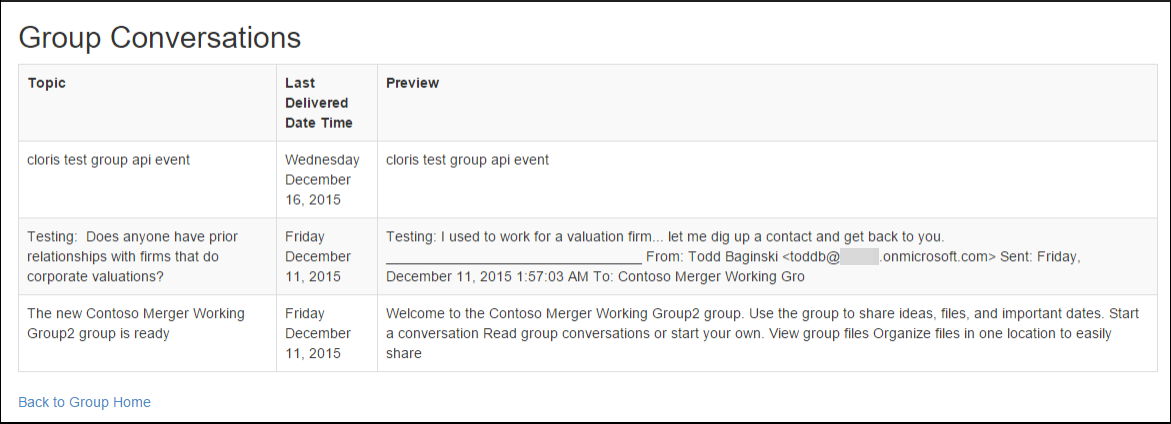 Group Conversations
Topic
Last
Delivered
Date Time
Preview
cloris test group api event
Wednesday
December
16, 2015
cloris test group api event
Testing:  Does anyone have prior
relationships with firms that do
corporate valuations?
Friday
December
11, 2015
Testing: I used to work for a valuation firm... let me dig up a contact and get back to you.
________________________________ From: Todd Baginski <toddb@ .onmicrosoft.com> Sent: Friday,
December 11, 2015 1:57:03 AM To: Contoso Merger Working Gro
The new Contoso Merger Working
Group2 group is ready
Friday
December
11, 2015
Welcome to the Contoso Merger Working Group2 group. Use the group to share ideas, files, and important dates. Start
a conversation Read group conversations or start your own. View group files Organize files in one location to easily
share
Back to Group Home